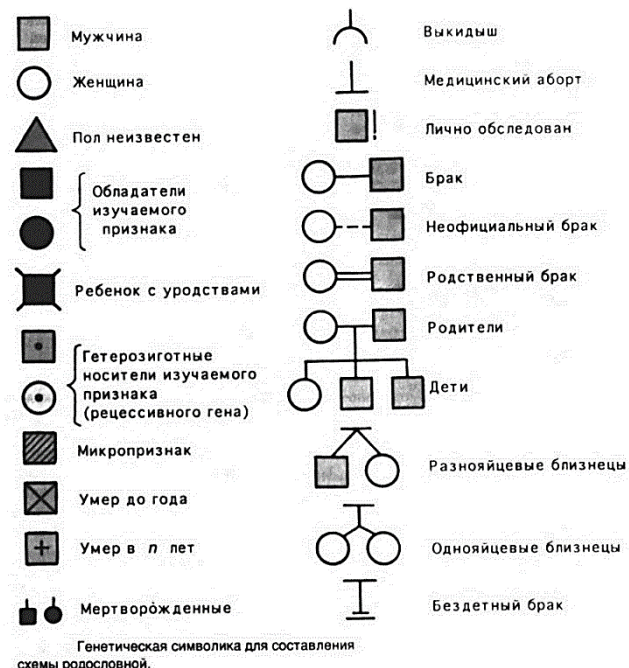 Мужчина
Женщина
Пол неизвестен
Обладатели
изучаемого
признака
Ребенок с уродствами
Гетерозиготные
носители изучаемого
признака
(рецессивного гена)
Микропризнак
Умер до года
Умер в n лет
Мертворо́жденные
Выкидыш
Медицинский аборт
Лично обследован
Брак
Неофициальный брак
Родственный брак
Родители
Дети
Разнояйцевые близнецы
Однояйцевые близнецы
Бездетный брак
Генетическая символика для составления
схемы родословной.